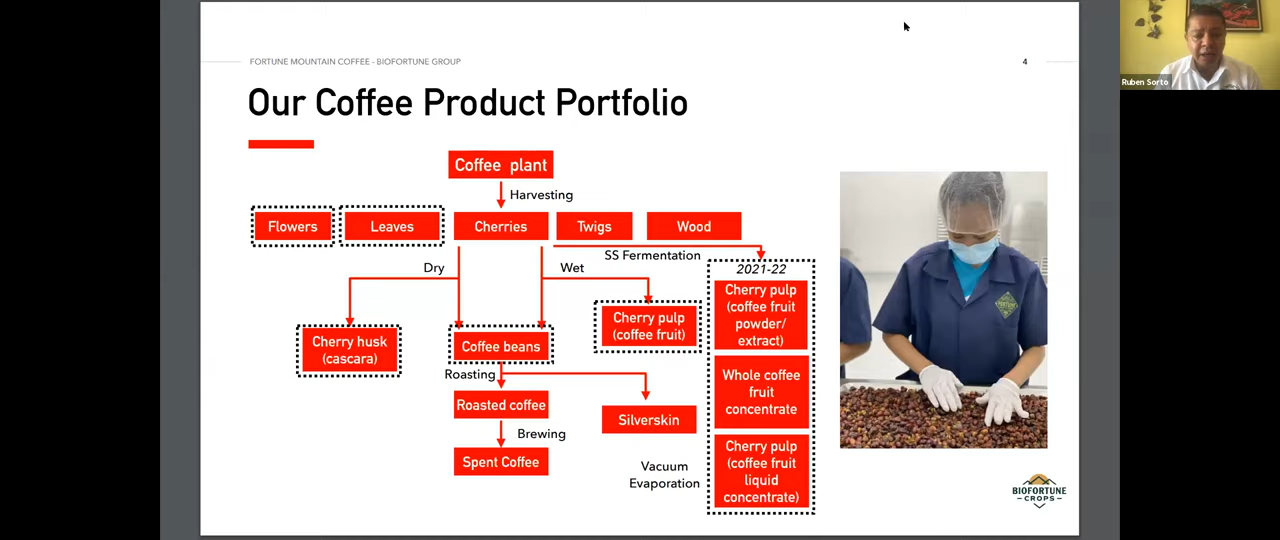 FORTUNE MOUNTAIN COFFEE - BIOFORTUNE GROUP
4
Ruben Sorto
Our Coffee Product Portfolio
Coffee plant
Harvesting
Flowers
Leaves
Cherries
Twigs
Wood
SS Fermentation
Dry
Wet
2021-22
Cherry pulp
(coffee fruit
powder/
extract)
Cherry pulp
(coffee fruit)
Cherry husk
(cascara)
Coffee beans
Roasting
Whole coffee
fruit
concentrate
Roasted coffee
Silverskin
Brewing
Spent Coffee
Vacuum
Evaporation
Cherry pulp
(coffee fruit
liquid
concentrate)
BIOFORTUNE
CROPS